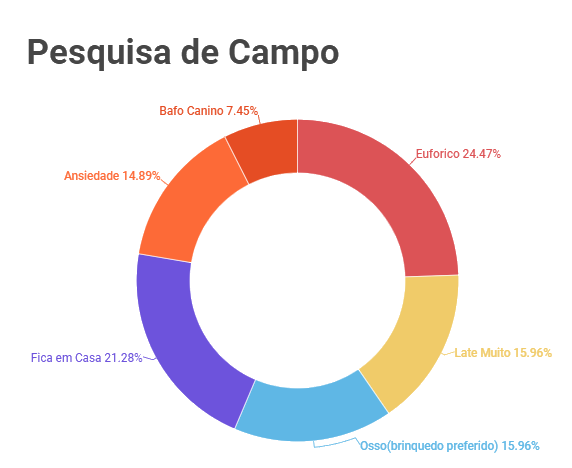 Pesquisa de Campo
Bafo Canino 7.45%
Euforico 24.47%
Ansiedade 14.89%
Late Muito 15.96%
Fica em Casa 21.28%
Osso(brinquedo preferido) 15.96%